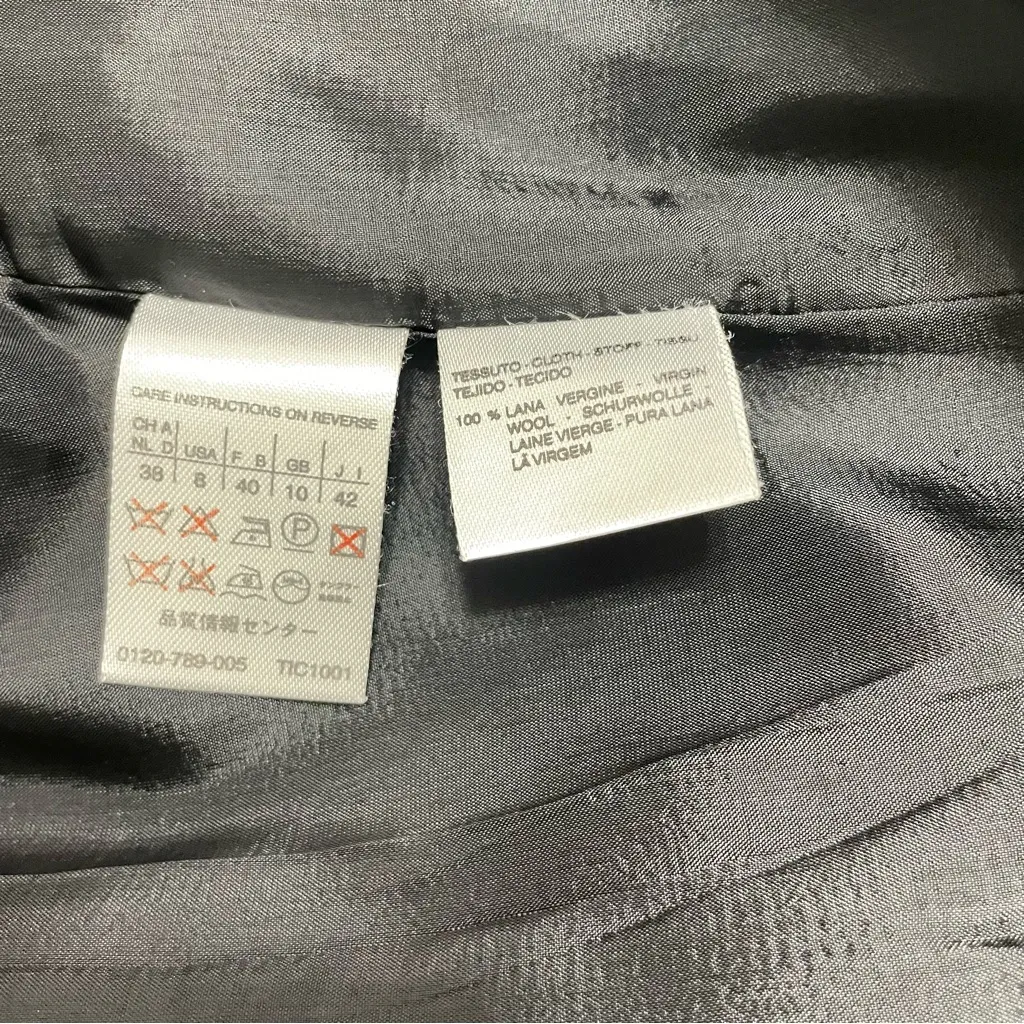 CARE INSTRUCTIONS ON REVERSE
CH A
NL D USA F B GB J I
38 8 40 10 42
P
品質情報センター
0120-789-005 TIC1001
TESSUTO - CLOTH - STOFF - TISSU
TEJIDO - TECIDO
100 % LANA VERGINE - VIRGIN
WOOL - SCHURWOLLE -
LAINE VIERGE - PURA LANA
LÃ VIRGEM